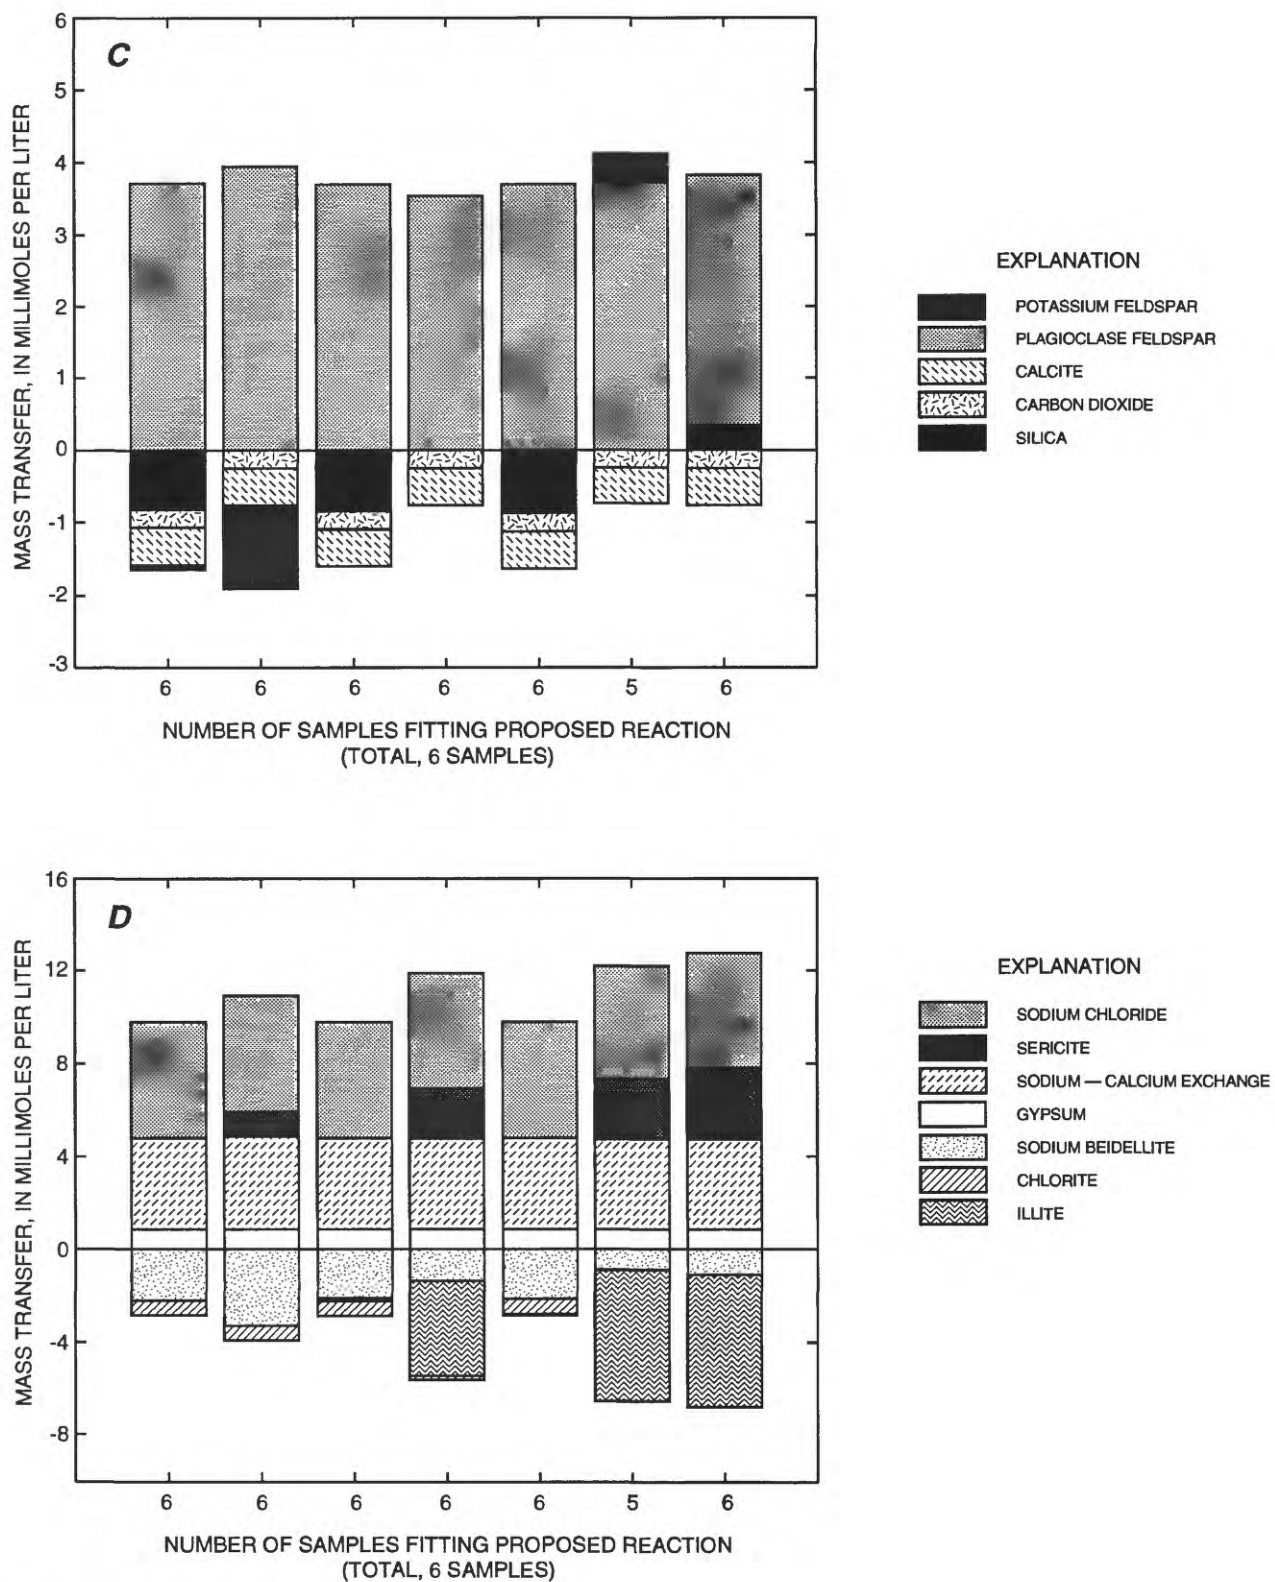 C
MASS TRANSFER, IN MILLIMOLES PER LITER
6
5
4
3
2
1
0
-1
-2
-3
6 6 6 6 6 5 6
NUMBER OF SAMPLES FITTING PROPOSED REACTION
(TOTAL, 6 SAMPLES)
EXPLANATION
POTASSIUM FELDSPAR
PLAGIOCLASE FELDSPAR
CALCITE
CARBON DIOXIDE
SILICA
D
MASS TRANSFER, IN MILLIMOLES PER LITER
16
12
8
4
0
-4
-8
6 6 6 6 6 5 6
NUMBER OF SAMPLES FITTING PROPOSED REACTION
(TOTAL, 6 SAMPLES)
EXPLANATION
SODIUM CHLORIDE
SERICITE
SODIUM — CALCIUM EXCHANGE
GYPSUM
SODIUM BEIDELLITE
CHLORITE
ILLITE